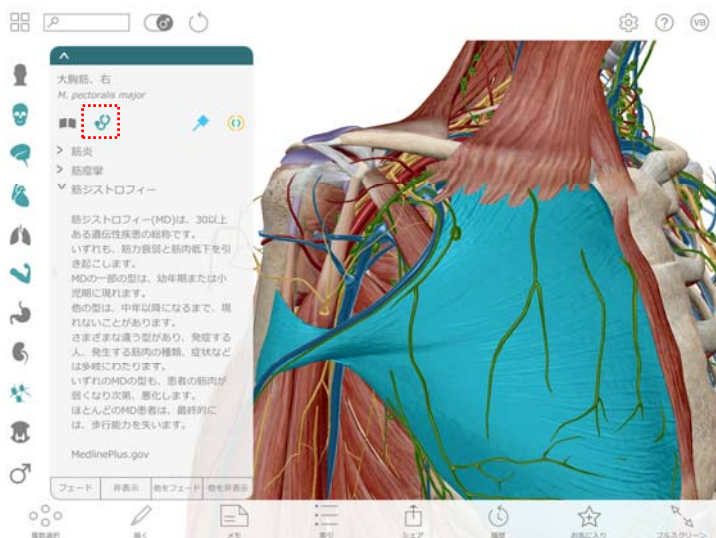 VB
大胸筋、右
M. pectoralis major
> 筋炎
> 筋痙攣
筋ジストロフィー
筋ジストロフィー(MD)は、30以上
ある遺伝性疾患の総称です。
いずれも、筋力衰弱と筋肉低下を引
き起こします。
MDの一部の型は、幼年期または小
児期に現れます。
他の型は、中年以降になるまで、現
れないことがあります。
さまざまな違う型があり、発症する
人、発生する筋肉の種類、症状など
は多岐にわたります。
いずれのMDの型も、患者の筋肉が
弱くなり次第、悪化します。
ほとんどのMD患者は、最終的に
は、歩行能力を失います。
MedlinePlus.gov
フェード 非表示 他をフェード 他を非表示
複数選択 描く メモ 索引 シェア 履歴 お気に入り フルスクリーン